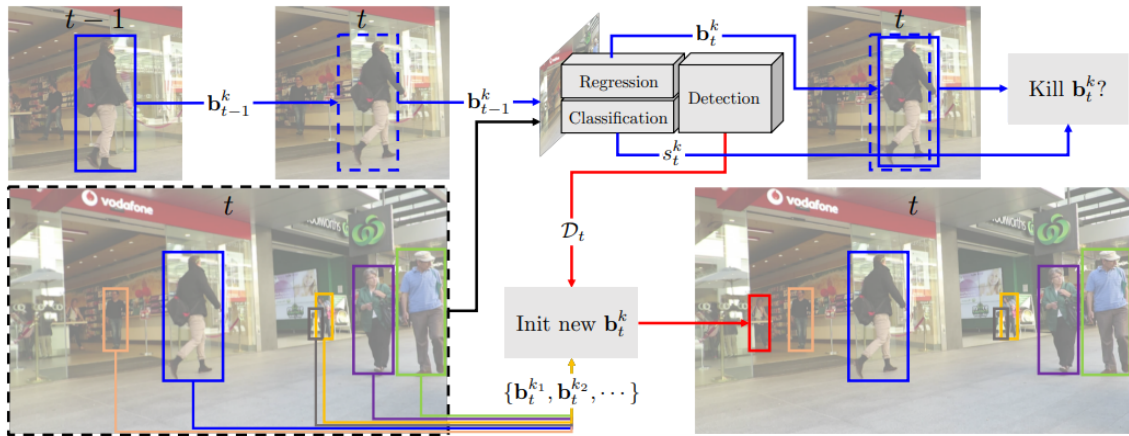 t − 1
t
b_{t-1}^k
b_{t-1}^k
Regression
Classification
Detection
b_t^k
s_t^k
t
Kill b_t^k?
vodafone
t
WOOLWORTHS
D_t
Init new b_t^k
{b_t^{k_1}, b_t^{k_2}, ⋯}
vodafone
t